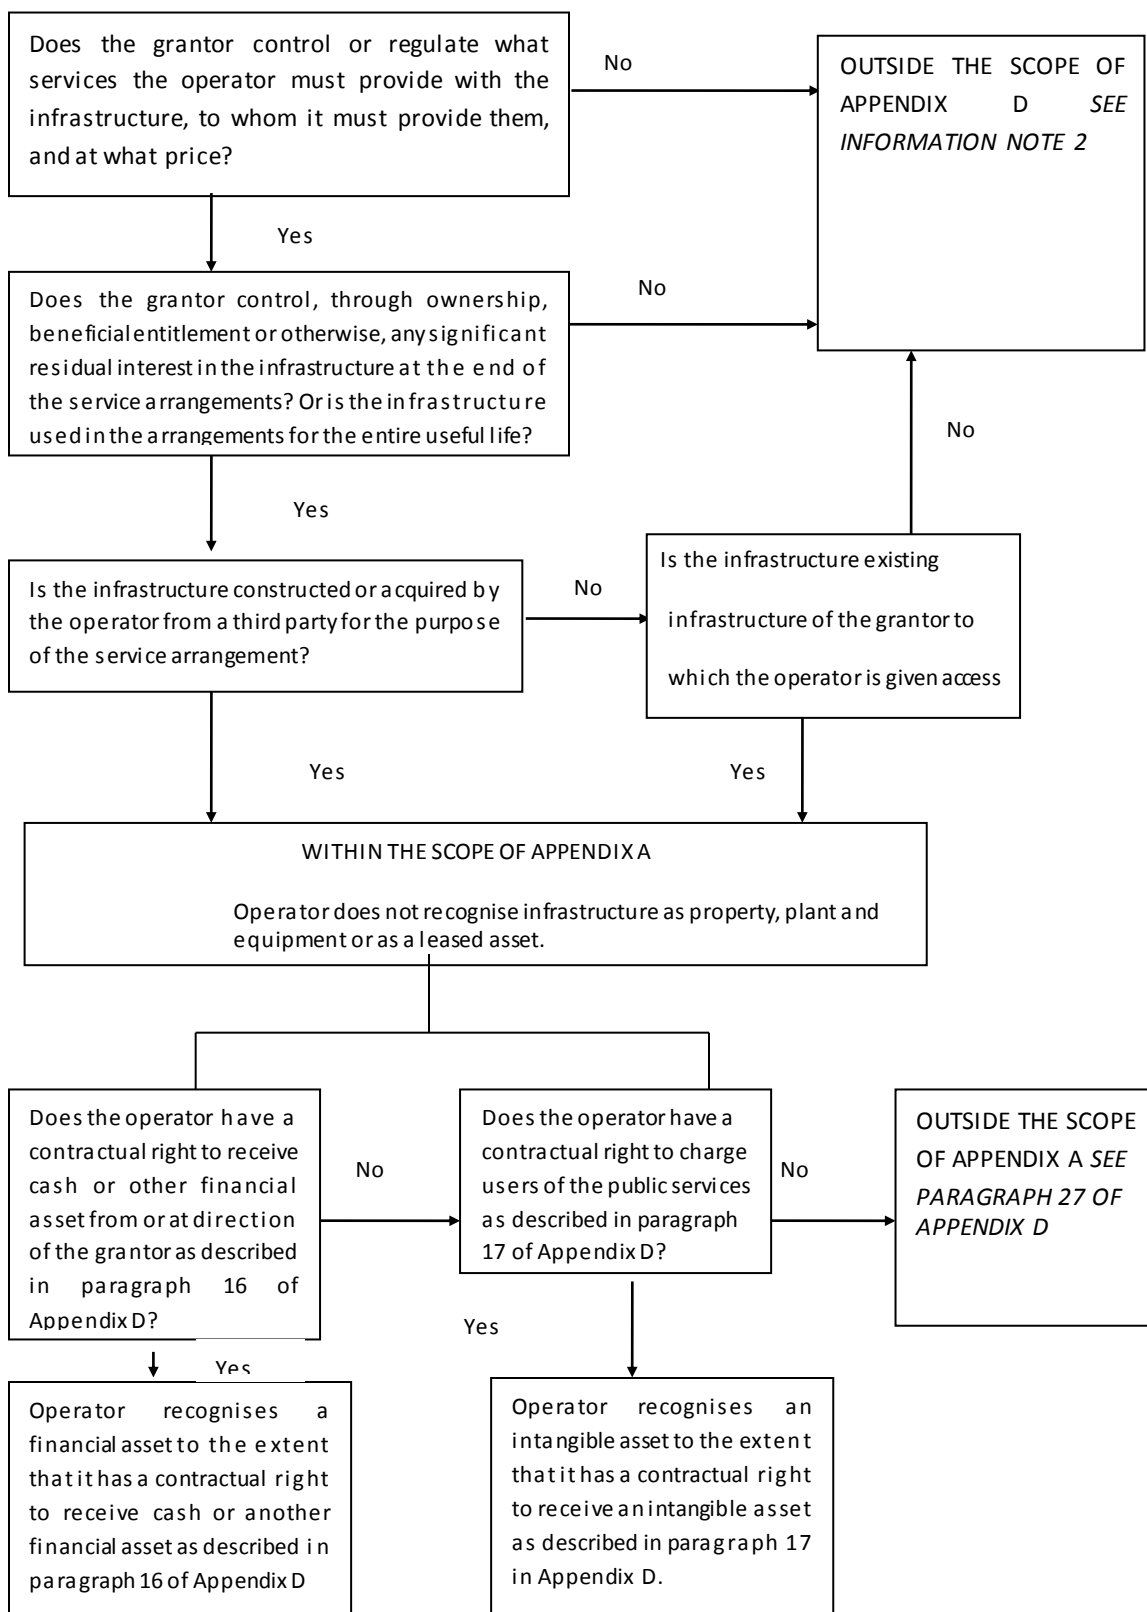 Does the grantor control or regulate what
services the operator must provide with the
infrastructure, to whom it must provide them,
and at what price?
No
OUTSIDE THE SCOPE OF
APPENDIX D SEE
INFORMATION NOTE 2
Yes
Does the grantor control, through ownership,
beneficial entitlement or otherwise, any significant
residual interest in the infrastructure at the end of
the service arrangements? Or is the infrastructure
used in the arrangements for the entire useful life?
No
No
Yes
Is the infrastructure constructed or acquired by
the operator from a third party for the purpose
of the service arrangement?
No
Is the infrastructure existing
infrastructure of the grantor to
which the operator is given access
Yes
Yes
WITHIN THE SCOPE OF APPENDIX A
Operator does not recognise infrastructure as property, plant and
equipment or as a leased asset.
Does the operator have a
contractual right to receive
cash or other financial
asset from or at direction
of the grantor as described
in paragraph 16 of
Appendix D?
No
Does the operator have a
contractual right to charge
users of the public services
as described in paragraph
17 of Appendix D?
No
OUTSIDE THE SCOPE
OF APPENDIX A SEE
PARAGRAPH 27 OF
APPENDIX D
Yes
Yes
Operator recognises a
financial asset to the extent
that it has a contractual right
to receive cash or another
financial asset as described in
paragraph 16 of Appendix D
Operator recognises an
intangible asset to the extent
that it has a contractual right
to receive an intangible asset
as described in paragraph 17
in Appendix D.